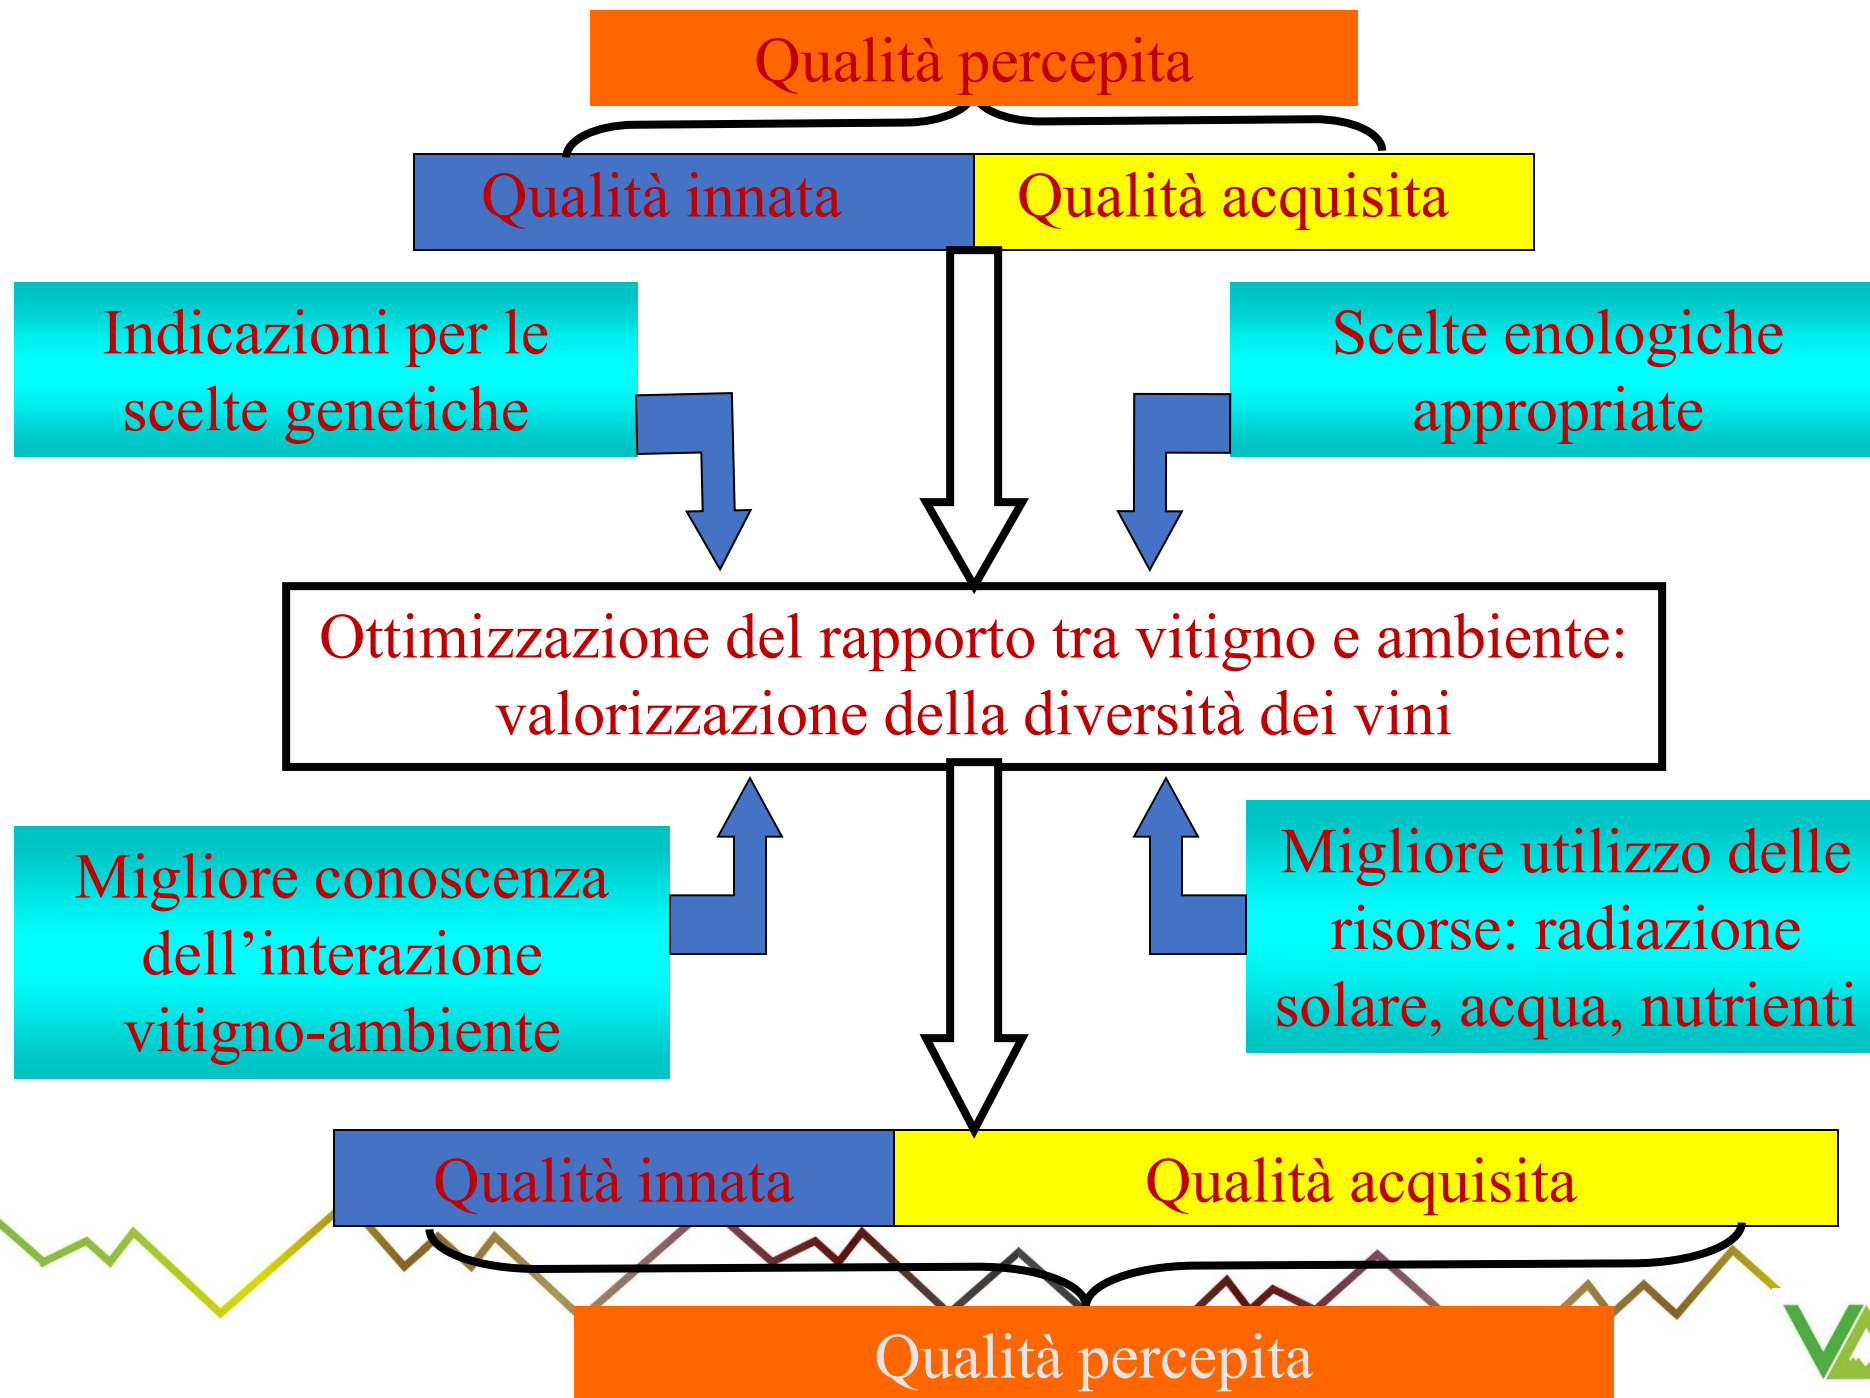 Qualità percepita
Qualità innata
Qualità acquisita
Indicazioni per le
scelte genetiche
Scelte enologiche
appropriate
Ottimizzazione del rapporto tra vitigno e ambiente:
valorizzazione della diversità dei vini
Migliore conoscenza
dell’interazione
vitigno-ambiente
Migliore utilizzo delle
risorse: radiazione
solare, acqua, nutrienti
Qualità innata
Qualità acquisita
Qualità percepita